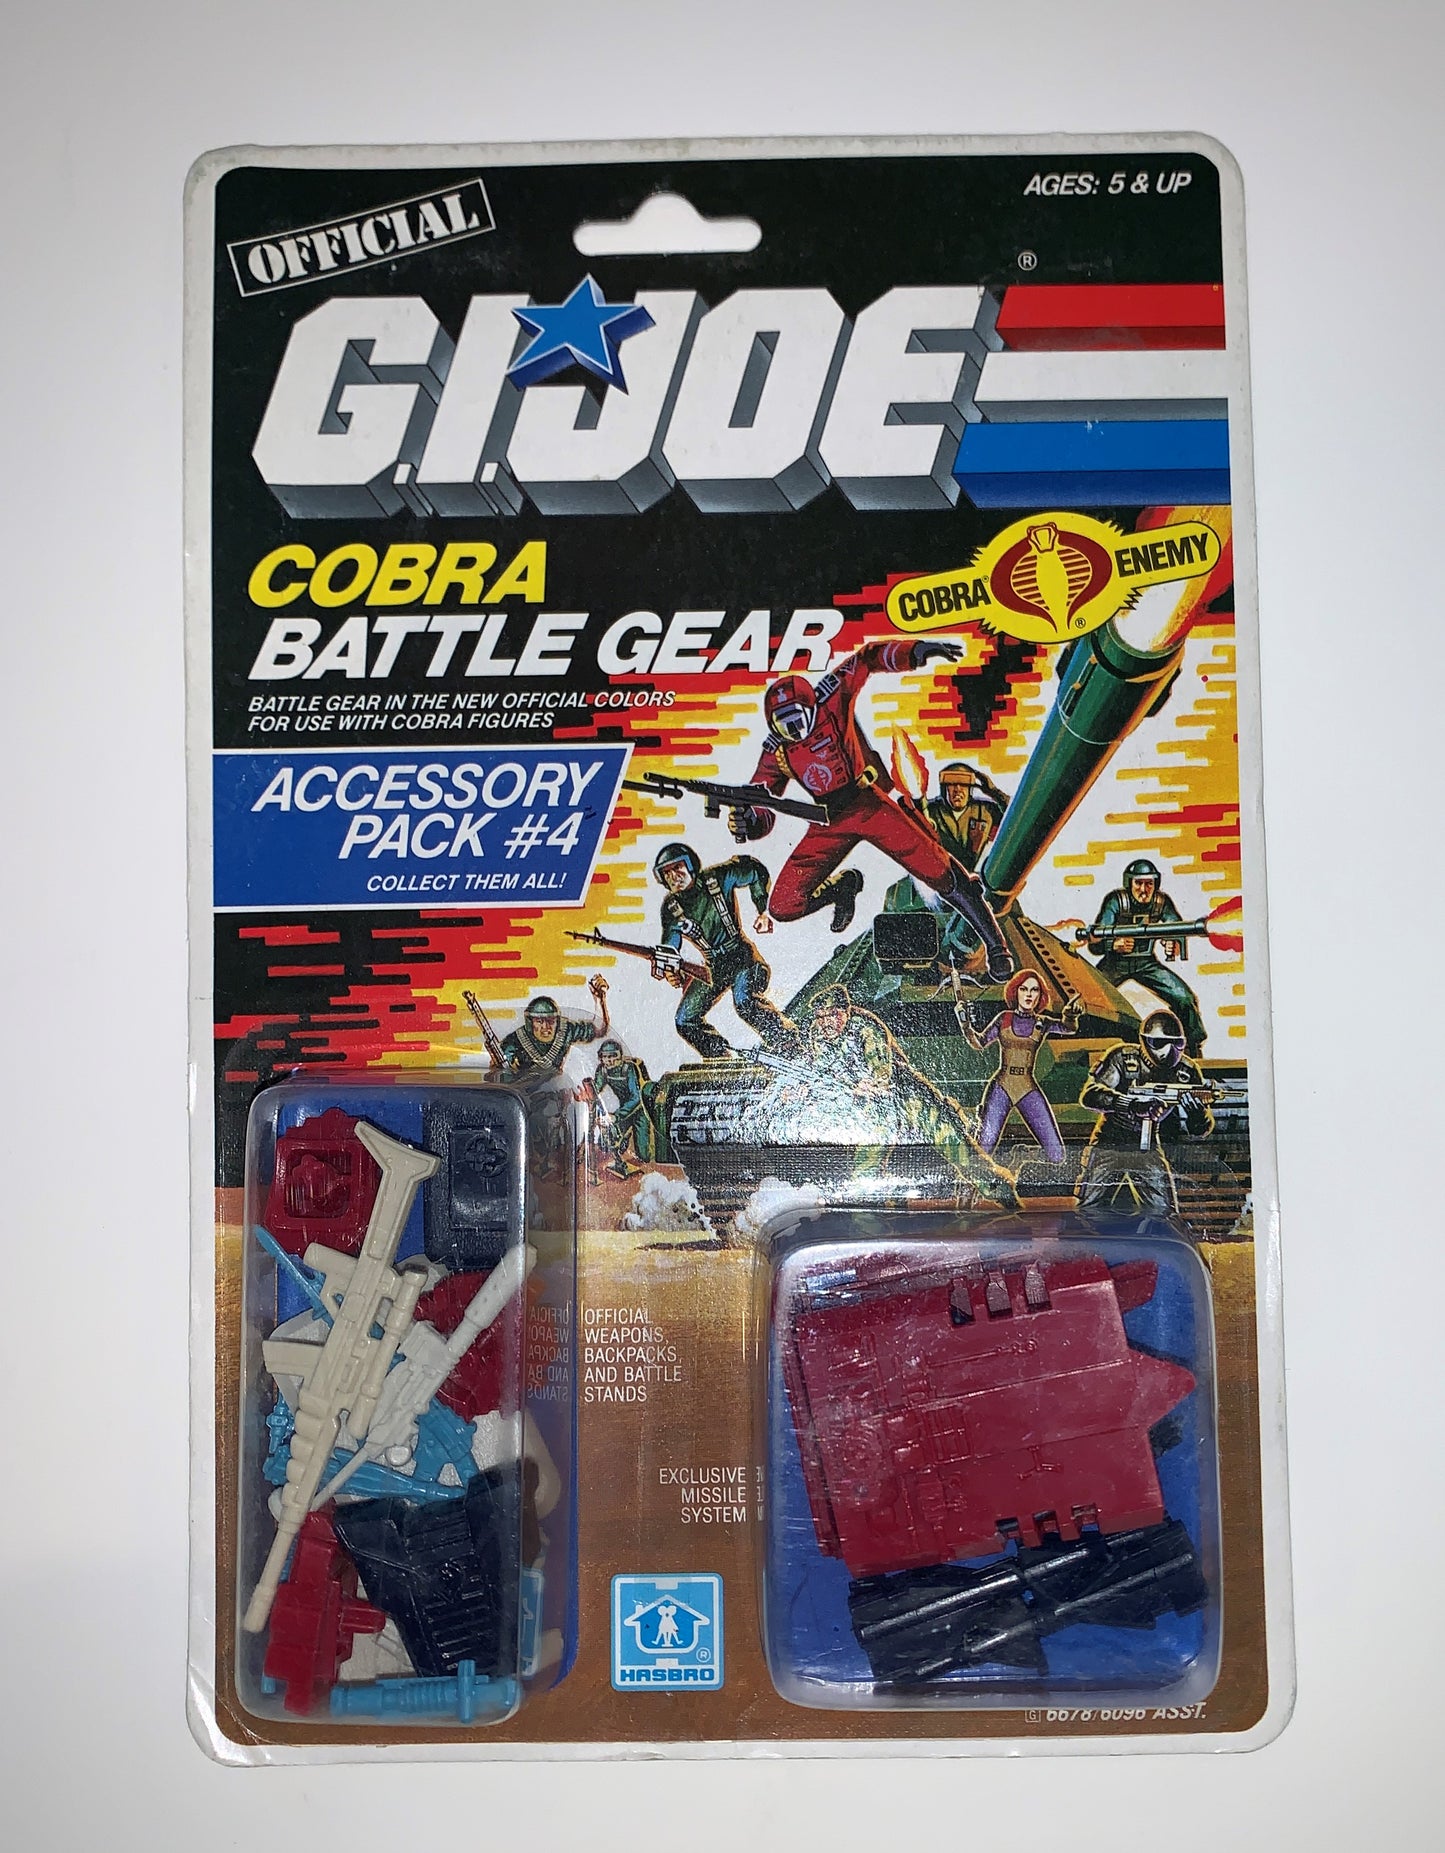 OFFICIAL
AGES: 5 & UP
G.I. JOE
®
COBRA
BATTLE GEAR
COBRA® ENEMY
®
BATTLE GEAR IN THE NEW OFFICIAL COLORS
FOR USE WITH COBRA FIGURES
ACCESSORY
PACK #4
COLLECT THEM ALL!
OFFICIAL
WEAPONS,
BACKPACKS,
AND BATTLE
STANDS
EXCLUSIVE
MISSILE
SYSTEM
HASBRO
®
G 6678/6096 ASST.